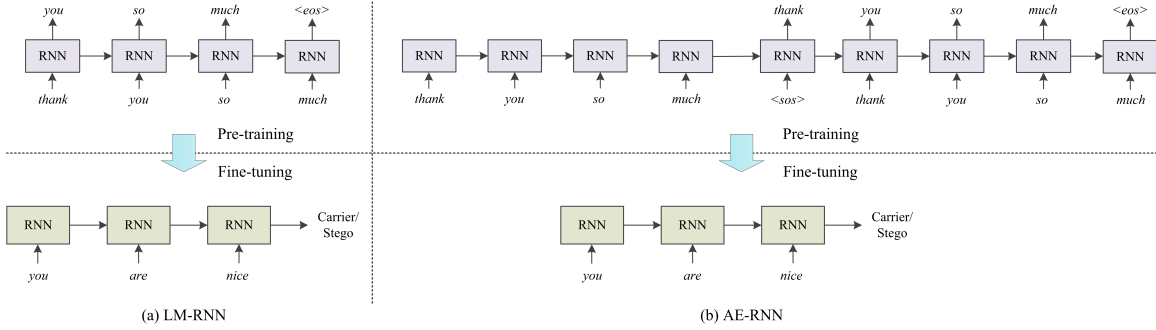 you so much <eos>
RNN RNN RNN RNN
thank you so much
Pre-training
Fine-tuning
RNN RNN RNN
Carrier/
Stego
you are nice
(a) LM-RNN
thank you so much <eos>
RNN RNN RNN RNN RNN RNN RNN RNN RNN
thank you so much <sos> thank you so much
Pre-training
Fine-tuning
RNN RNN RNN
Carrier/
Stego
you are nice
(b) AE-RNN